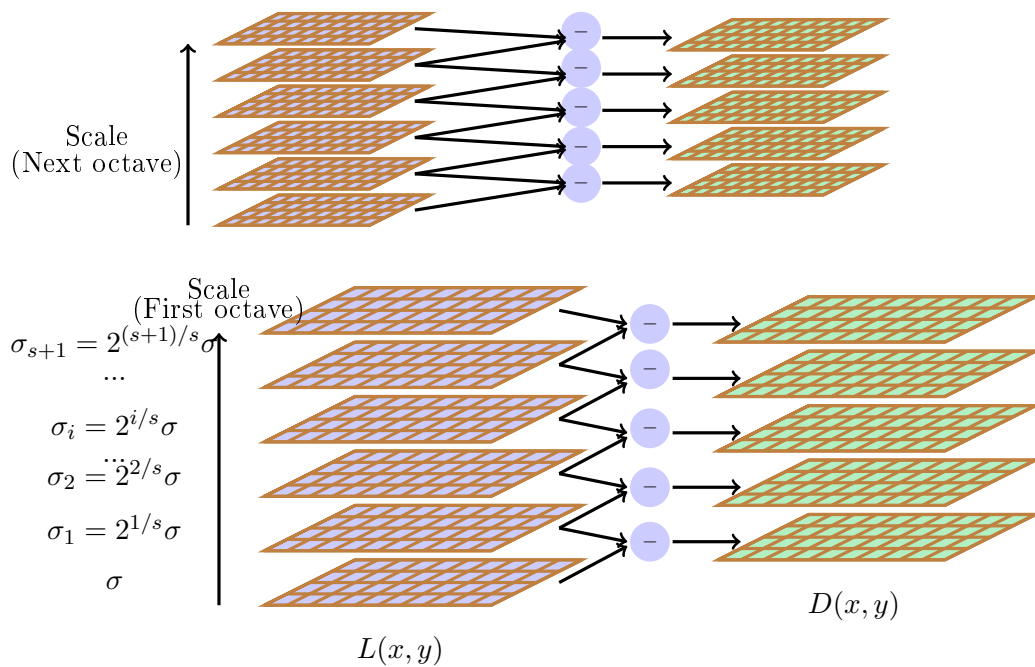 −
−
Scale
(Next octave)
−
−
−
Scale
(First octave)
−
σ_{s+1} = 2^{(s+1)/s}σ
...
−
σ_i = 2^{i/s}σ
−
...
σ_2 = 2^{2/s}σ
−
σ_1 = 2^{1/s}σ
−
σ
D(x, y)
L(x, y)